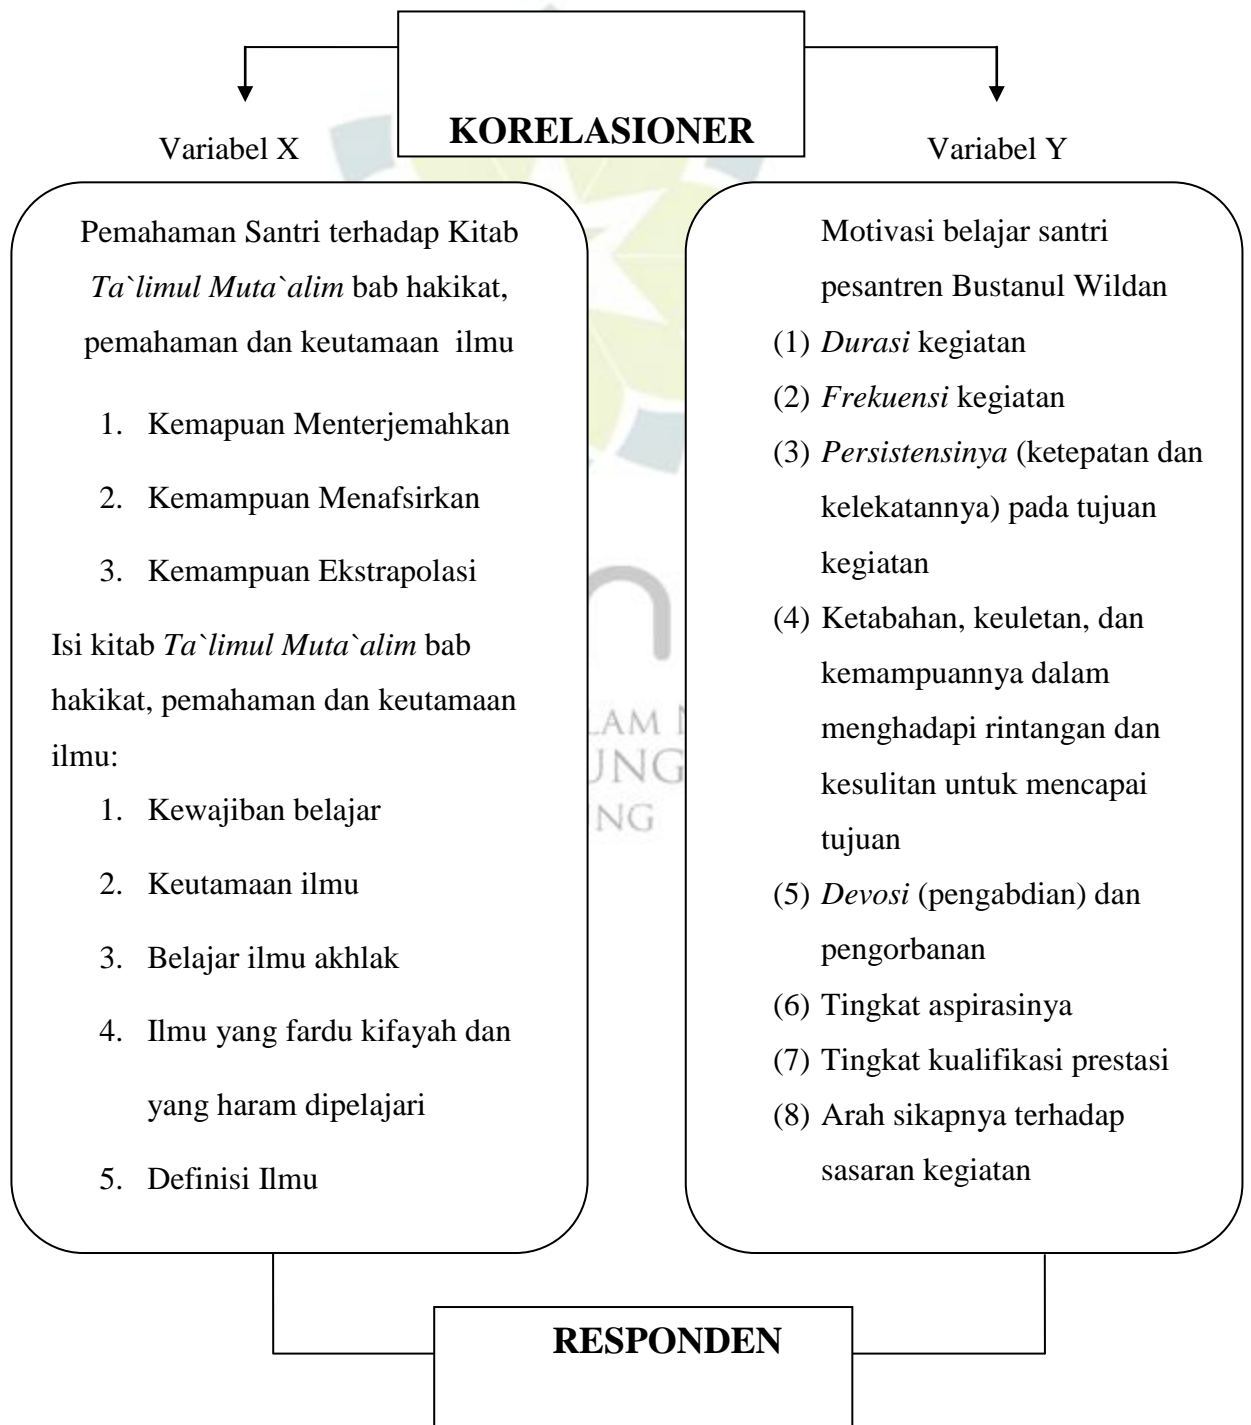 KORELASIONER
Variabel X
Pemahaman Santri terhadap Kitab
Ta`limul Muta`alim bab hakikat,
pemahaman dan keutamaan ilmu
1. Kemapuan Menterjemahkan
2. Kemampuan Menafsirkan
3. Kemampuan Ekstrapolasi
Isi kitab Ta`limul Muta`alim bab
hakikat, pemahaman dan keutamaan
ilmu:
1. Kewajiban belajar
2. Keutamaan ilmu
3. Belajar ilmu akhlak
4. Ilmu yang fardu kifayah dan
yang haram dipelajari
5. Definisi Ilmu
Variabel Y
Motivasi belajar santri
pesantren Bustanul Wildan
(1) Durasi kegiatan
(2) Frekuensi kegiatan
(3) Persistensinya (ketepatan dan
kelekatannya) pada tujuan
kegiatan
(4) Ketabahan, keuletan, dan
kemampuannya dalam
menghadapi rintangan dan
kesulitan untuk mencapai
tujuan
(5) Devosi (pengabdian) dan
pengorbanan
(6) Tingkat aspirasinya
(7) Tingkat kualifikasi prestasi
(8) Arah sikapnya terhadap
sasaran kegiatan
LAM
UNG
NG
RESPONDEN